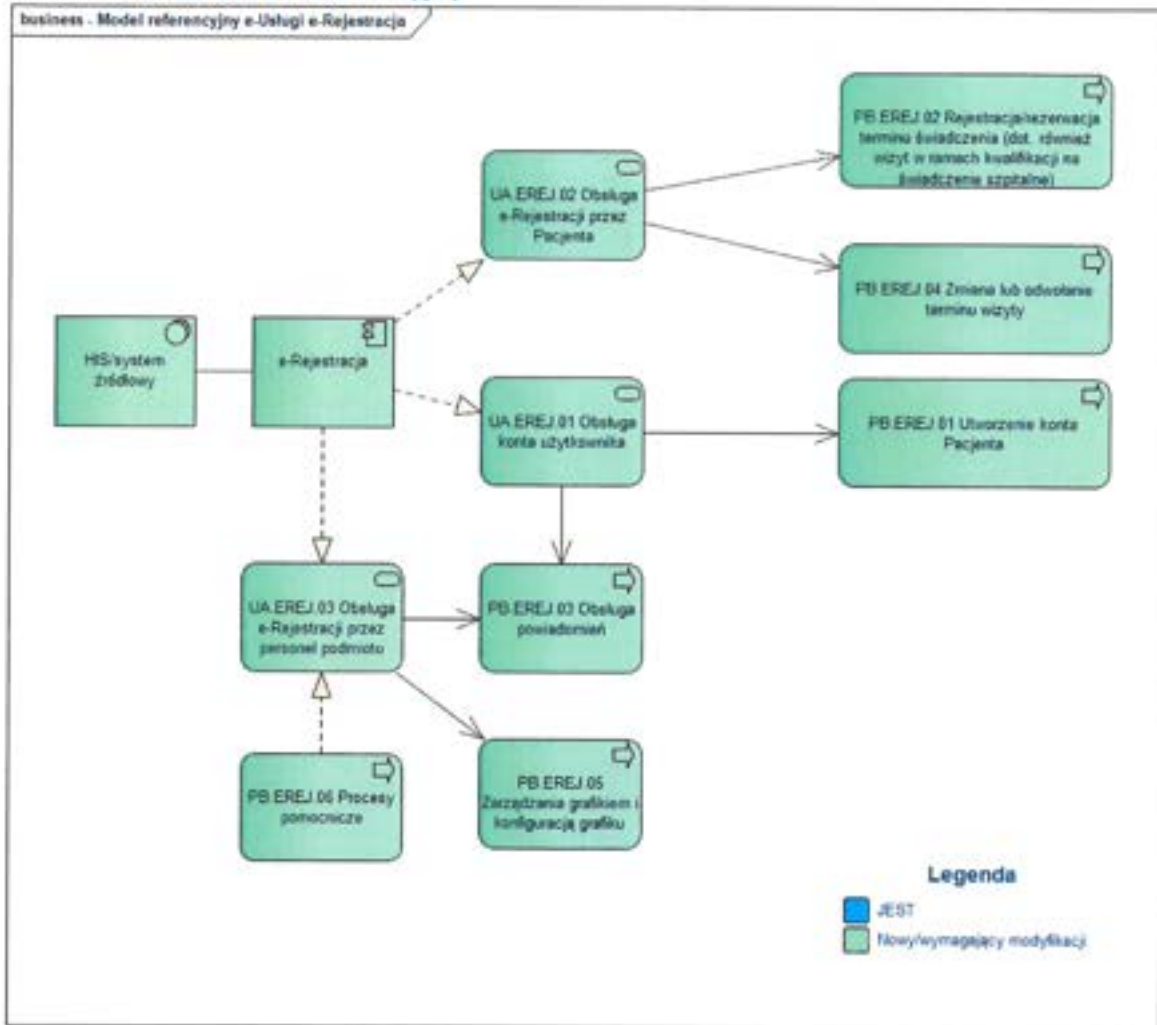 business - Model referencyjny e-Usługi e-Rejestracja
PB.EREJ.02 Rejestracja/rezerwacja
terminu świadczenia (dot. również
wizyt w ramach kwalifikacji na
świadczenie szpitalne)
UA.EREJ.02 Obsługa
e-Rejestracji przez
Pacjenta
PB.EREJ.04 Zmiana lub odwołanie
terminu wizyty
HIS/system
źródłowy
e-Rejestracja
UA.EREJ.01 Obsługa
konta użytkownika
PB.EREJ.01 Utworzenie konta
Pacjenta
UA.EREJ.03 Obsługa
e-Rejestracji przez
personel podmiotu
PB.EREJ.03 Obsługa
powiadomień
PB.EREJ.06 Procesy
pomocnicze
PB.EREJ.05
Zarządzania grafikiem i
konfiguracją grafiku
Legenda
JEST
Nowy/wymagający modyfikacji